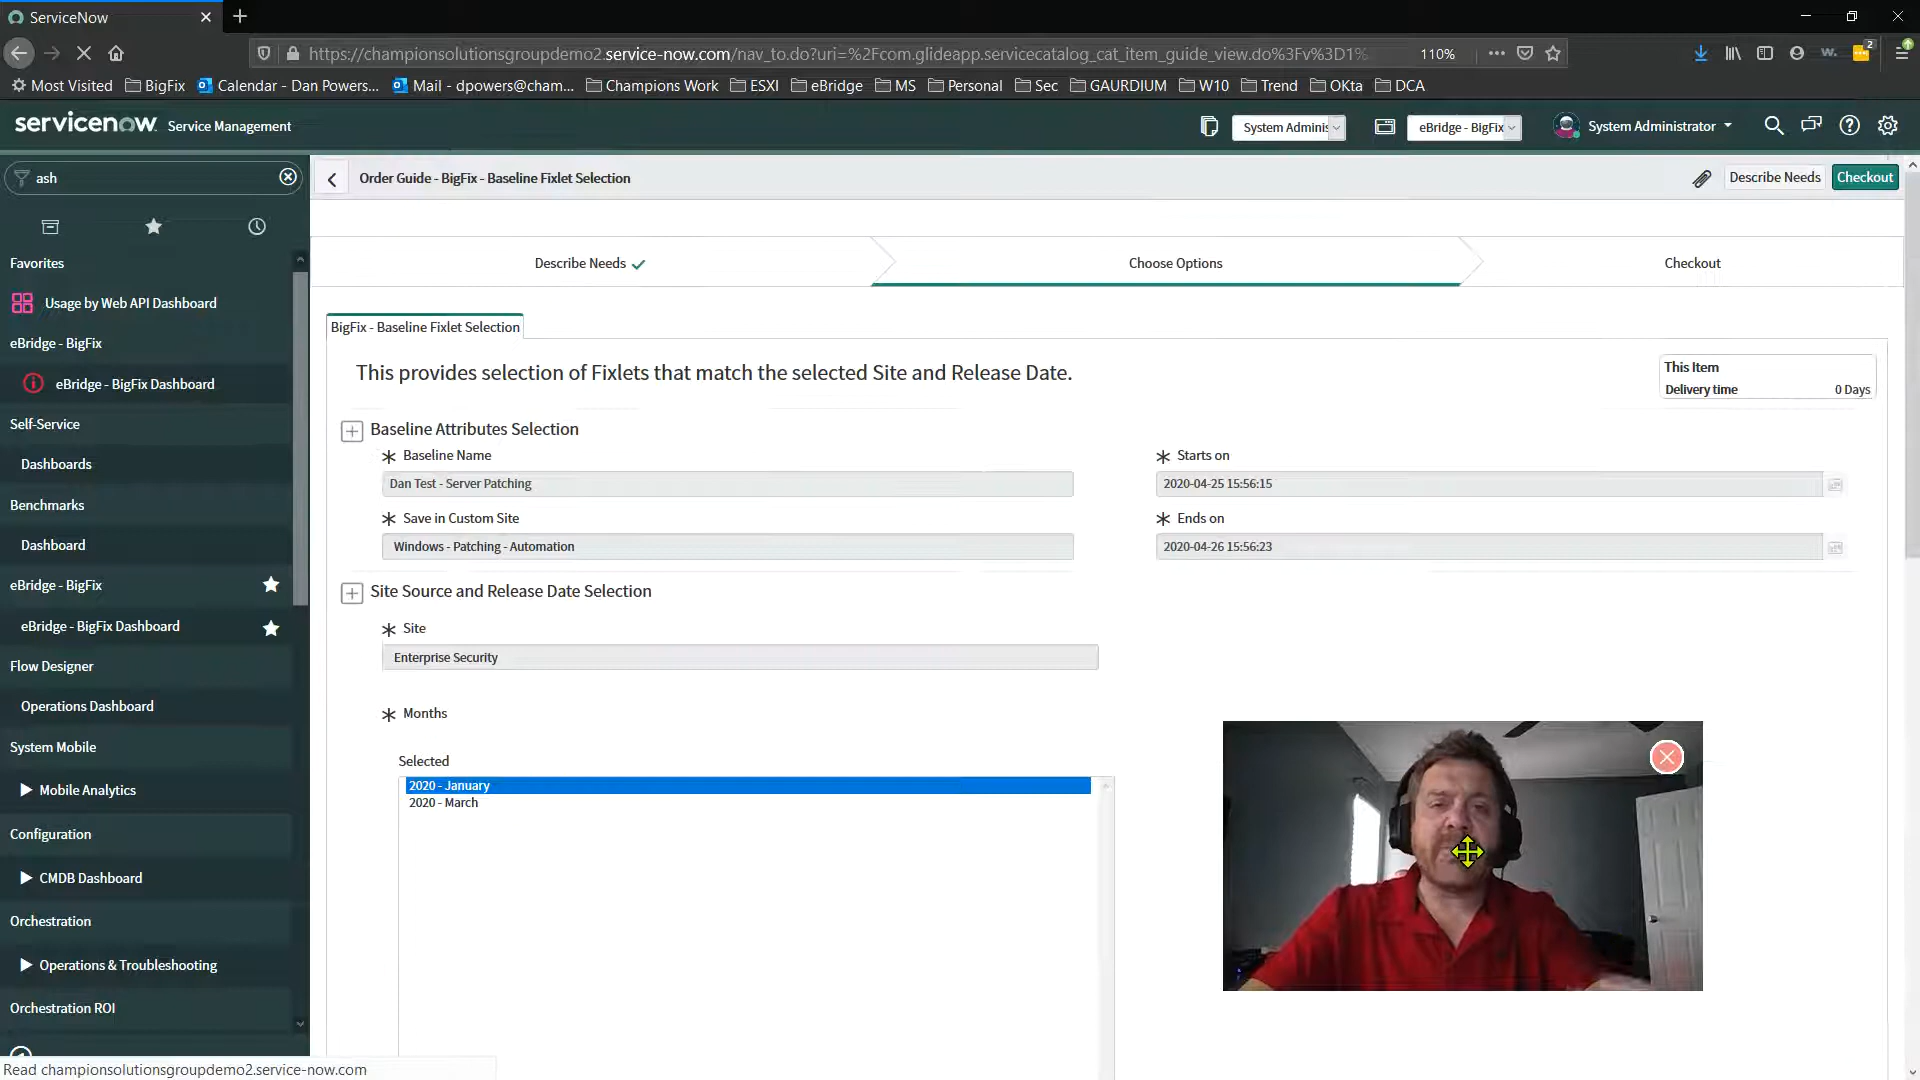 ServiceNow
https://championsolutionsgroupdemo2.service-now.com/nav_to.do?uri=%2Fcom.glideapp.servicecatalog_cat_item_guide_view.do%3Fv%3D1%
110%
2
Most Visited BigFix Calendar - Dan Powers... Mail - dpowers@cham... Champions Work ESXI eBridge MS Personal Sec GAURDIUM W10 Trend OKta DCA
servicenow Service Management
System Adminis
eBridge - BigFix
System Administrator
ash
Order Guide - BigFix - Baseline Fixlet Selection
Describe Needs
Checkout
Favorites
Usage by Web API Dashboard
eBridge - BigFix
eBridge - BigFix Dashboard
Self-Service
Dashboards
Benchmarks
Dashboard
eBridge - BigFix
eBridge - BigFix Dashboard
Flow Designer
Operations Dashboard
System Mobile
Mobile Analytics
Configuration
CMDB Dashboard
Orchestration
Operations & Troubleshooting
Orchestration ROI
Describe Needs
Choose Options
Checkout
BigFix - Baseline Fixlet Selection
This provides selection of Fixlets that match the selected Site and Release Date.
This Item
Delivery time 0 Days
Baseline Attributes Selection
Baseline Name
Dan Test - Server Patching
Starts on
2020-04-25 15:56:15
Save in Custom Site
Windows - Patching - Automation
Ends on
2020-04-26 15:56:23
Site Source and Release Date Selection
Site
Enterprise Security
Months
Selected
2020 - January
2020 - March
Read championsolutionsgroupdemo2.service-now.com